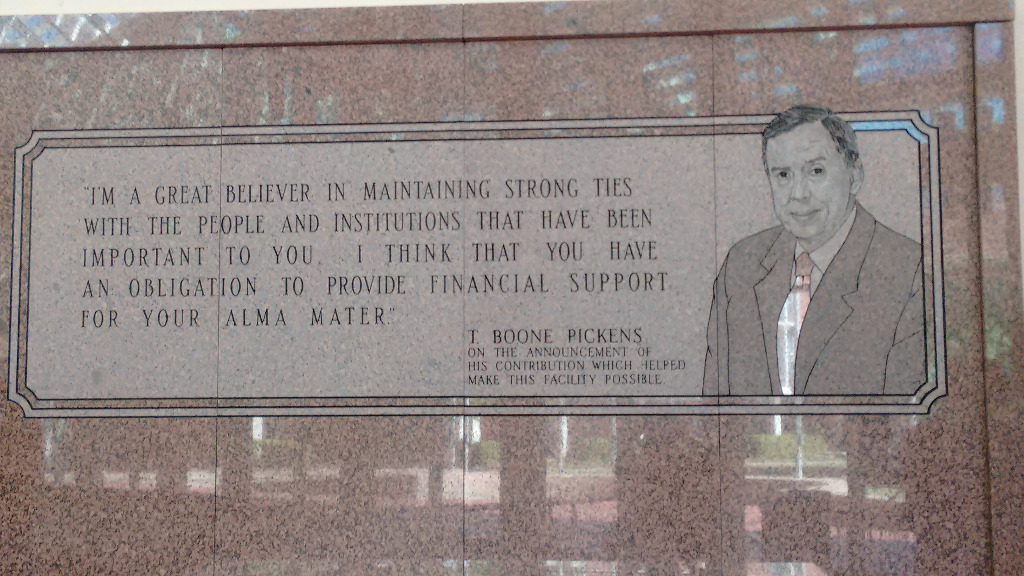 "I'M A GREAT BELIEVER IN MAINTAINING STRONG TIES
WITH THE PEOPLE AND INSTITUTIONS THAT HAVE BEEN
IMPORTANT TO YOU. I THINK THAT YOU HAVE
AN OBLIGATION TO PROVIDE FINANCIAL SUPPORT
FOR YOUR ALMA MATER."
T. BOONE PICKENS
ON THE ANNOUNCEMENT OF
HIS CONTRIBUTION WHICH HELPED
MAKE THIS FACILITY POSSIBLE.